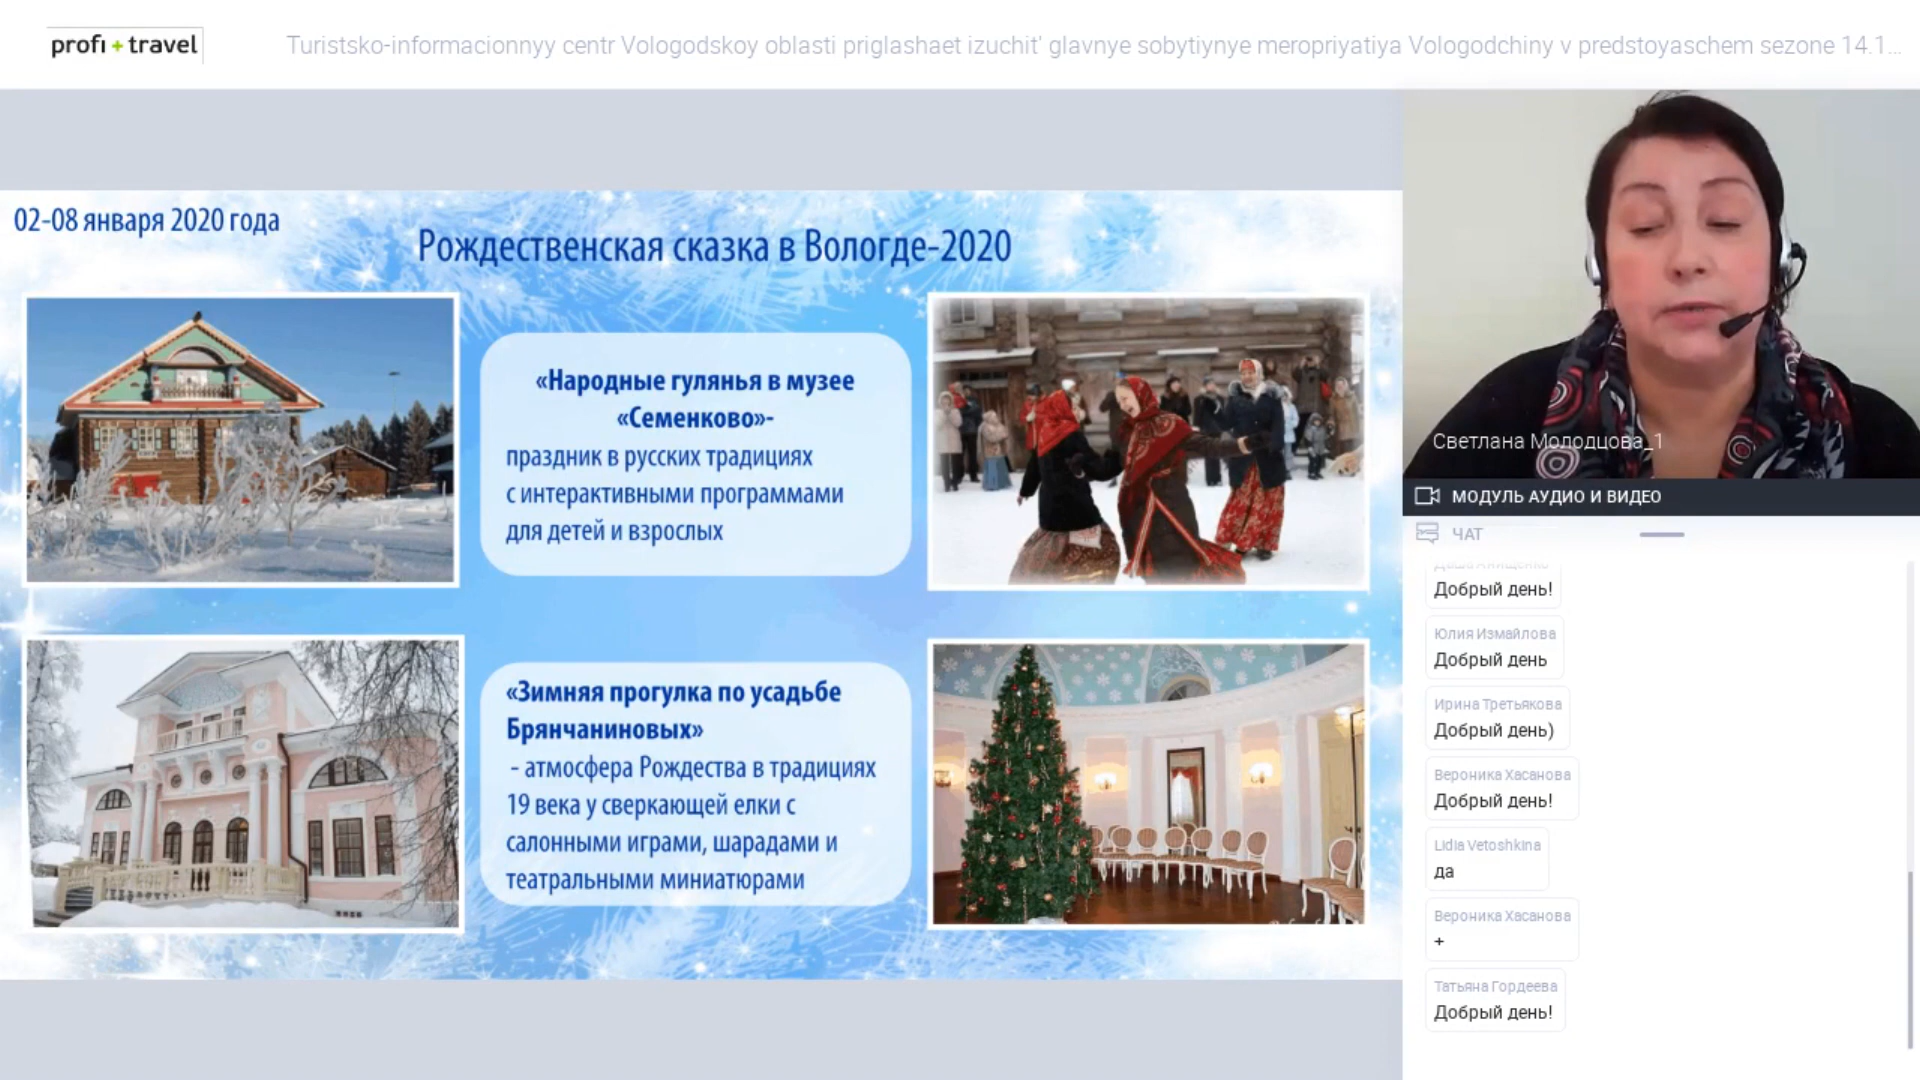 profi + travel
Turistsko-informacionnyy centr Vologodskoy oblasti priglashaet izuchit' glavnye sobytiynye meropriyatiya Vologodchiny v predstoyaschem sezone 14.1...
02-08 января 2020 года
Рождественская сказка в Вологде-2020
«Народные гулянья в музее
«Семенково»-
праздник в русских традициях
с интерактивными программами
для детей и взрослых
«Зимняя прогулка по усадьбе
Брянчаниновых»
- атмосфера Рождества в традициях
19 века у сверкающей елки с
салонными играми, шарадами и
театральными миниатюрами
Светлана Молодцова_1
МОДУЛЬ АУДИО И ВИДЕО
ЧАТ
Добрый день!
Юлия Измайлова
Добрый день
Ирина Третьякова
Добрый день)
Вероника Хасанова
Добрый день!
Lidia Vetoshkina
да
Вероника Хасанова
+
Татьяна Гордеева
Добрый день!